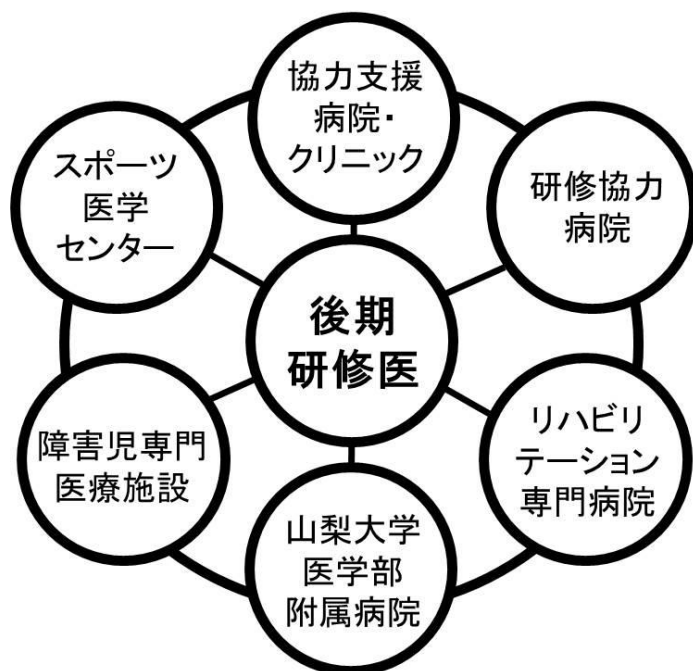 協力支援
病院・
クリニック
スポーツ
医学
センター
研修協力
病院
後期
研修医
障害児専門
医療施設
リハビリ
テーション
専門病院
山梨大学
医学部
附属病院